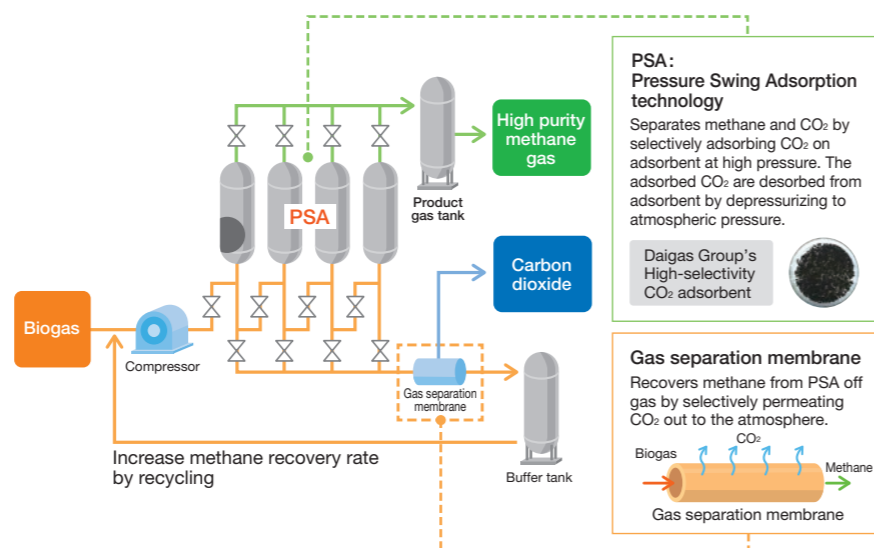 PSA:
Pressure Swing Adsorption
technology
Separates methane and CO₂ by
selectively adsorbing CO₂ on
adsorbent at high pressure. The
adsorbed CO₂ are desorbed from
adsorbent by depressurizing to
atmospheric pressure.
Daigas Group's
High-selectivity
CO₂ adsorbent
High purity
methane
gas
Product
gas tank
PSA
Carbon
dioxide
Biogas
Compressor
Gas separation
membrane
Buffer tank
Increase methane recovery rate
by recycling
Gas separation membrane
Recovers methane from PSA off
gas by selectively permeating
CO₂ out to the atmosphere.
CO₂
Biogas
Methane
Gas separation membrane